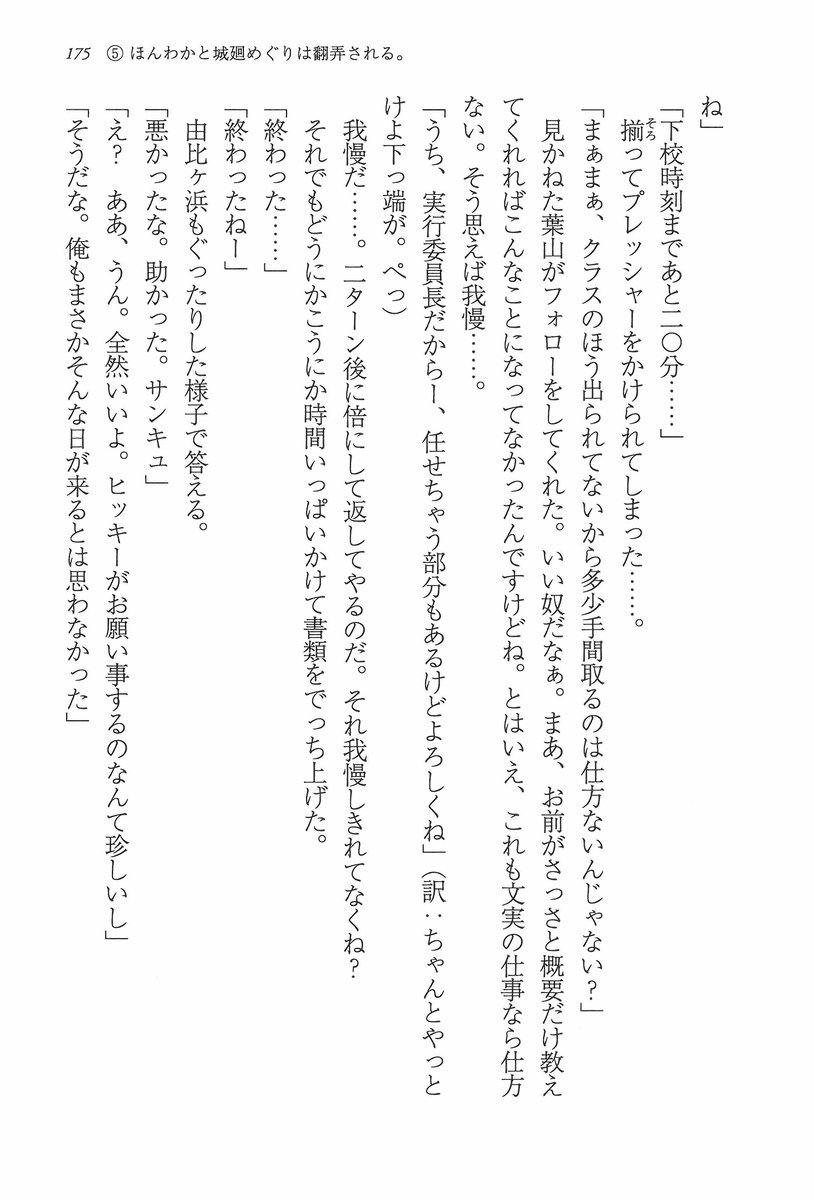 175 ⑤ ほんわかと城廻めぐりは翻弄される。
ね」
「下校時刻まであと二〇分……」
揃ってプレッシャーをかけられてしまった……。
そろ
「まぁまぁ、クラスのほう出られてないから多少手間取るのは仕方ないんじゃない?」
見かねた葉山がフォローをしてくれた。いい奴だなぁ。まあ、お前がさっさと概要だけ教え
てくれればこんなことになってなかったんですけどね。とはいえ、これも文実の仕事なら仕方
ない。そう思えば我慢……。
「うち、実行委員長だからー、任せちゃう部分もあるけどよろしくね」(訳:ちゃんとやっと
けよ下っ端が。ぺっ)
我慢だ……。二ターン後に倍にして返してやるのだ。それ我慢しきれてなくね?
それでもどうにかこうにか時間いっぱいかけて書類をでっち上げた。
「終わった……」
「終わったねー」
由比ヶ浜もぐったりした様子で答える。
「悪かったな。助かった。サンキュ」
「え? ああ、うん。全然いいよ。ヒッキーがお願い事するのなんて珍しいし」
「そうだな。俺もまさかそんな日が来るとは思わなかった」